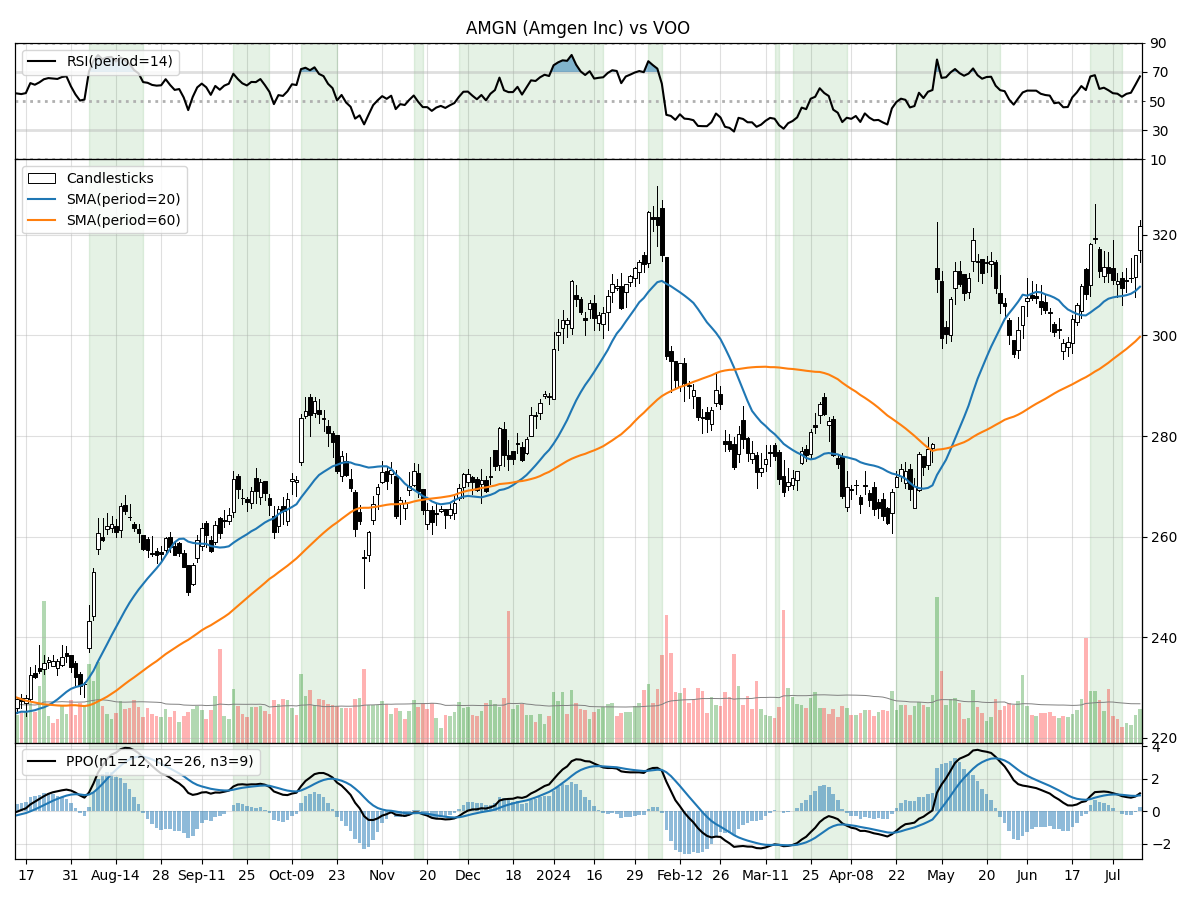 AMGN (Amgen Inc) vs VOO
RSI(period=14)
90
70
50
30
10
Candlesticks
SMA(period=20)
SMA(period=60)
320
300
280
260
240
220
PPO(n1=12, n2=26, n3=9)
4
2
0
−2
17 31 Aug-14 28 Sep-11 25 Oct-09 23 Nov 20 Dec 18 2024 16 29 Feb-12 26 Mar-11 25 Apr-08 22 May 20 Jun 17 Jul